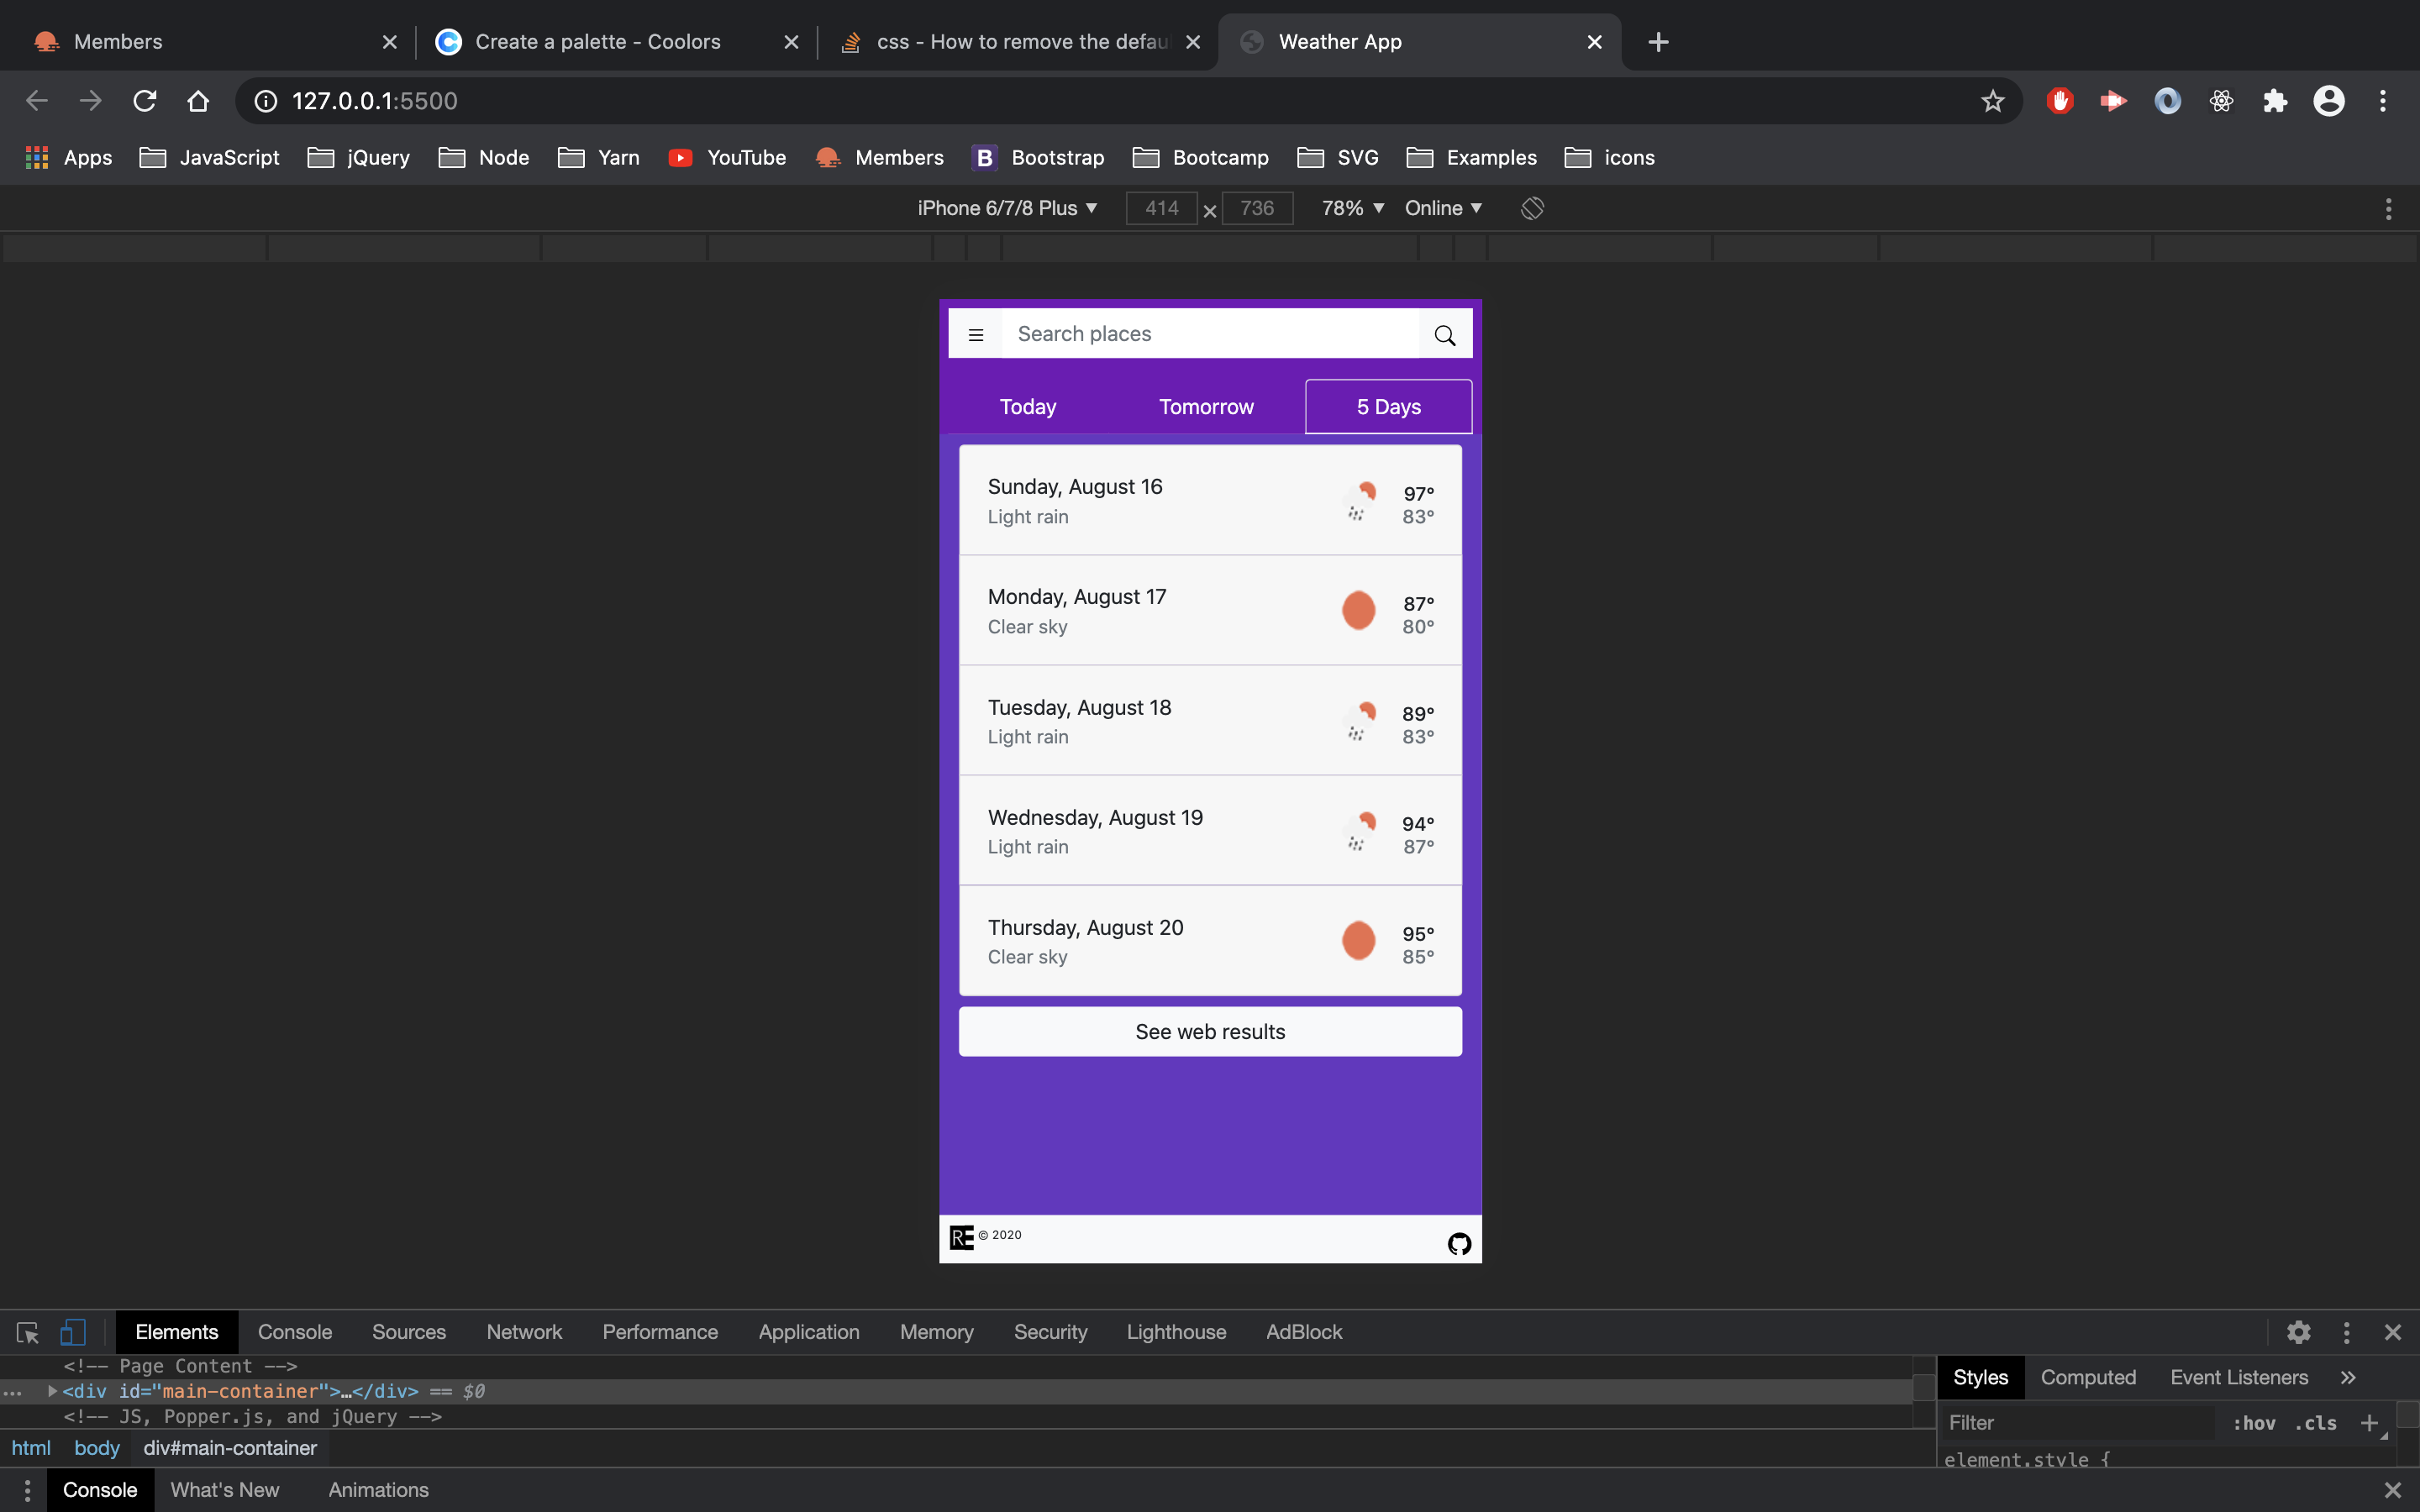 Members
Create a palette - Coolors
css - How to remove the defau
Weather App
127.0.0.1:5500
Apps JavaScript jQuery Node Yarn YouTube Members B Bootstrap Bootcamp SVG Examples icons
iPhone 6/7/8 Plus ▼ 414 × 736 78% ▼ Online ▼
Search places
Today Tomorrow 5 Days
Sunday, August 16
Light rain
97°
83°
Monday, August 17
Clear sky
87°
80°
Tuesday, August 18
Light rain
89°
83°
Wednesday, August 19
Light rain
94°
87°
Thursday, August 20
Clear sky
95°
85°
See web results
RE © 2020
Elements Console Sources Network Performance Application Memory Security Lighthouse AdBlock
<!-- Page Content -->
… ▶<div id="main-container">…</div> == $0
<!-- JS, Popper.js, and jQuery -->
html body div#main-container
Styles Computed Event Listeners »
Filter :hov .cls +
element.style {
Console What's New Animations